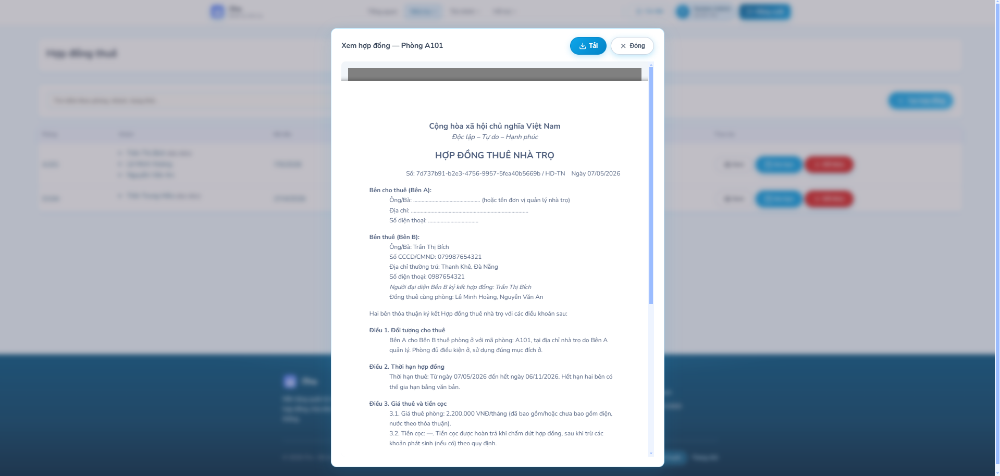 Hợp đồng thuê
Xem hợp đồng — Phòng A101
Tải
Đóng
Cộng hòa xã hội chủ nghĩa Việt Nam
Độc lập – Tự do – Hạnh phúc
HỢP ĐỒNG THUÊ NHÀ TRỌ
Số: 7d737b91-b2e3-4756-9957-5fea40b5669b / HD-TN Ngày 07/05/2026
Bên cho thuê (Bên A):
Ông/Bà: ................................................ (hoặc tên đơn vị quản lý nhà trọ)
Địa chỉ: ....................................................................................
Số điện thoại: ....................................
Bên thuê (Bên B):
Ông/Bà: Trần Thị Bích
Số CCCD/CMND: 079987654321
Địa chỉ thường trú: Thanh Khê, Đà Nẵng
Số điện thoại: 0987654321
Người đại diện Bên B ký kết hợp đồng: Trần Thị Bích
Đồng thuê cùng phòng: Lê Minh Hoàng, Nguyễn Văn An
Hai bên thỏa thuận ký kết Hợp đồng thuê nhà trọ với các điều khoản sau:
Điều 1. Đối tượng cho thuê
Bên A cho Bên B thuê phòng ở với mã phòng: A101, tại địa chỉ nhà trọ do Bên A
quản lý. Phòng đủ điều kiện ở, sử dụng đúng mục đích ở.
Điều 2. Thời hạn hợp đồng
Thời hạn thuê: Từ ngày 07/05/2026 đến hết ngày 06/11/2026. Hết hạn hai bên có
thể gia hạn bằng văn bản.
Điều 3. Giá thuê và tiền cọc
3.1. Giá thuê phòng: 2.200.000 VNĐ/tháng (đã bao gồm/hoặc chưa bao gồm điện,
nước theo thỏa thuận).
3.2. Tiền cọc: —. Tiền cọc được hoàn trả khi chấm dứt hợp đồng, sau khi trừ các
khoản phát sinh (nếu có) theo quy định.